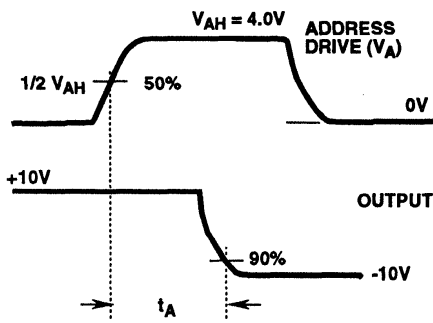 V_AH = 4.0V
ADDRESS
DRIVE (V_A)
1/2 V_AH
50%
0V
+10V
OUTPUT
90%
-10V
t_A